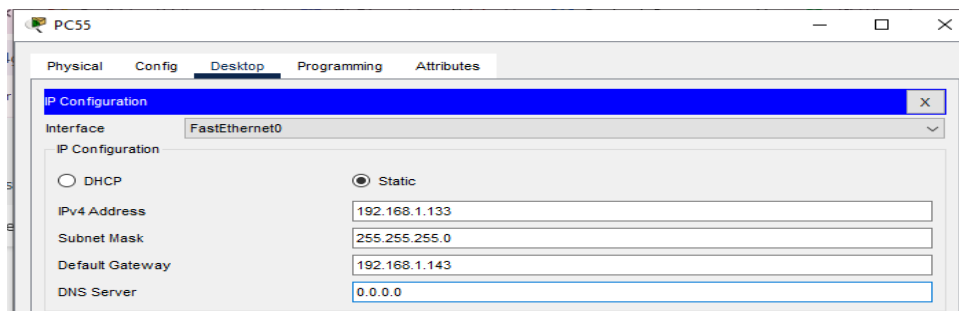 PC55
Physical Config Desktop Programming Attributes
IP Configuration X
Interface FastEthernet0
IP Configuration
DHCP Static
IPv4 Address 192.168.1.133
Subnet Mask 255.255.255.0
Default Gateway 192.168.1.143
DNS Server 0.0.0.0